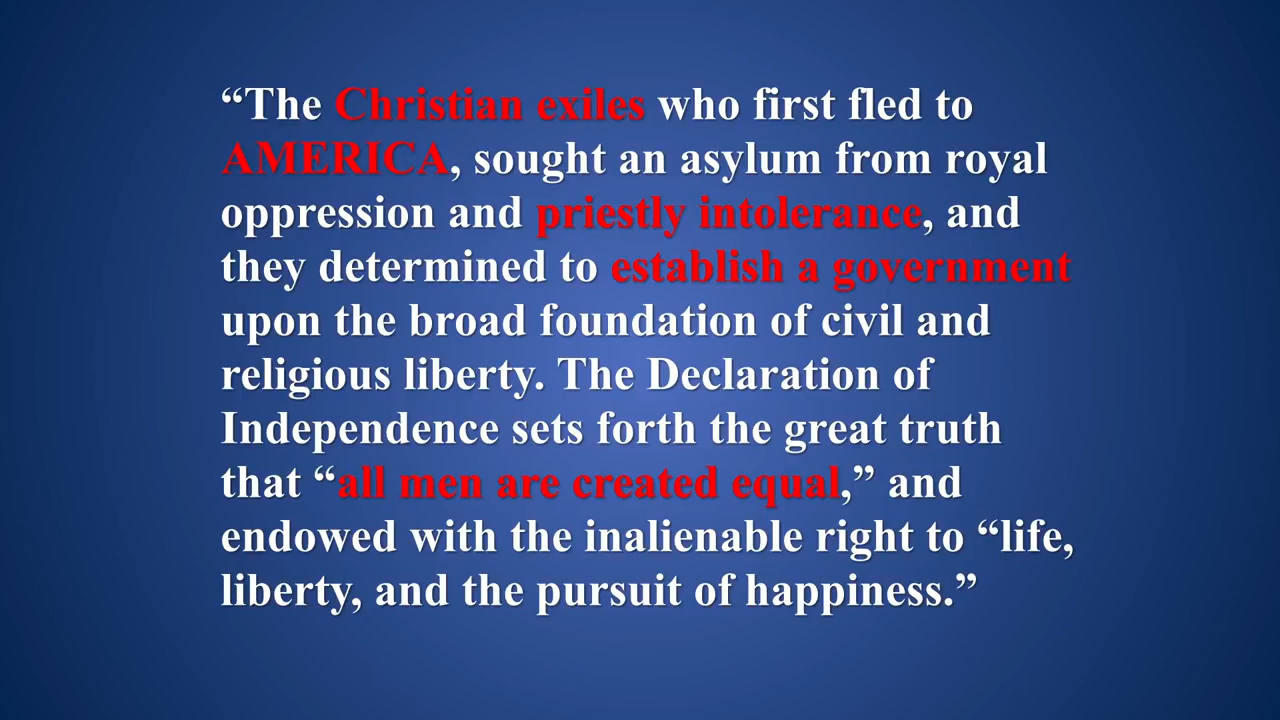 “The Christian exiles who first fled to
AMERICA, sought an asylum from royal
oppression and priestly intolerance, and
they determined to establish a government
upon the broad foundation of civil and
religious liberty. The Declaration of
Independence sets forth the great truth
that “all men are created equal,” and
endowed with the inalienable right to “life,
liberty, and the pursuit of happiness.”